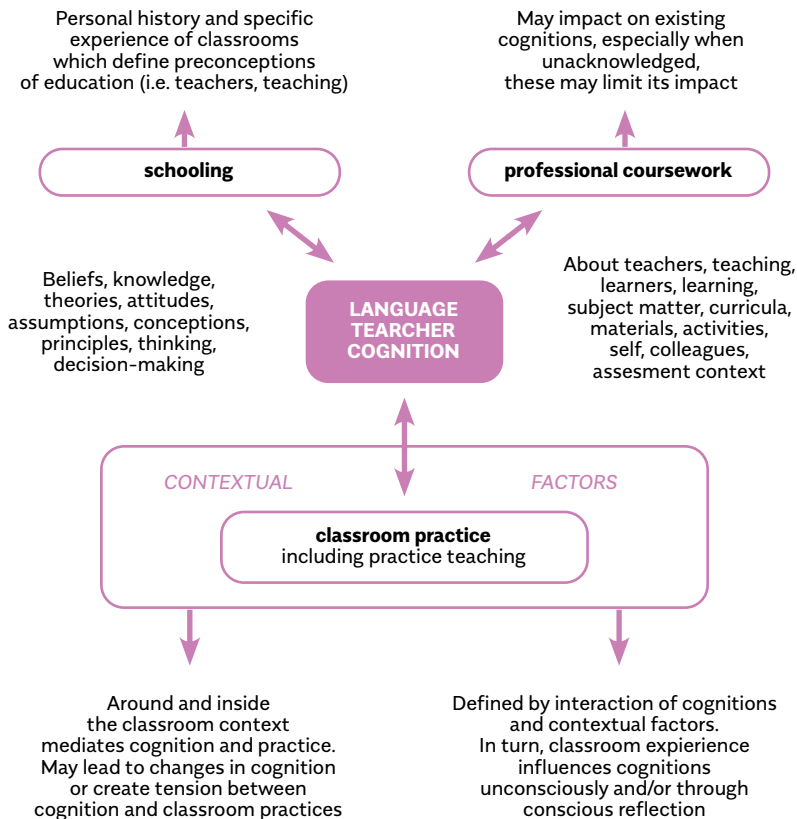 Personal history and specific
experience of classrooms
which define preconceptions
of education (i.e. teachers, teaching)
May impact on existing
cognitions, especially when
unacknowledged,
these may limit its impact
schooling
professional coursework
Beliefs, knowledge,
theories, attitudes,
assumptions, conceptions,
principles, thinking,
decision-making
LANGUAGE
TEARCHER
COGNITION
About teachers, teaching,
learners, learning,
subject matter, curricula,
materials, activities,
self, colleagues,
assesment context
CONTEXTUAL FACTORS
classroom practice
including practice teaching
Around and inside
the classroom context
mediates cognition and practice.
May lead to changes in cognition
or create tension between
cognition and classroom practices
Defined by interaction of cognitions
and contextual factors.
In turn, classroom expierience
influences cognitions
unconsciously and/or through
conscious reflection